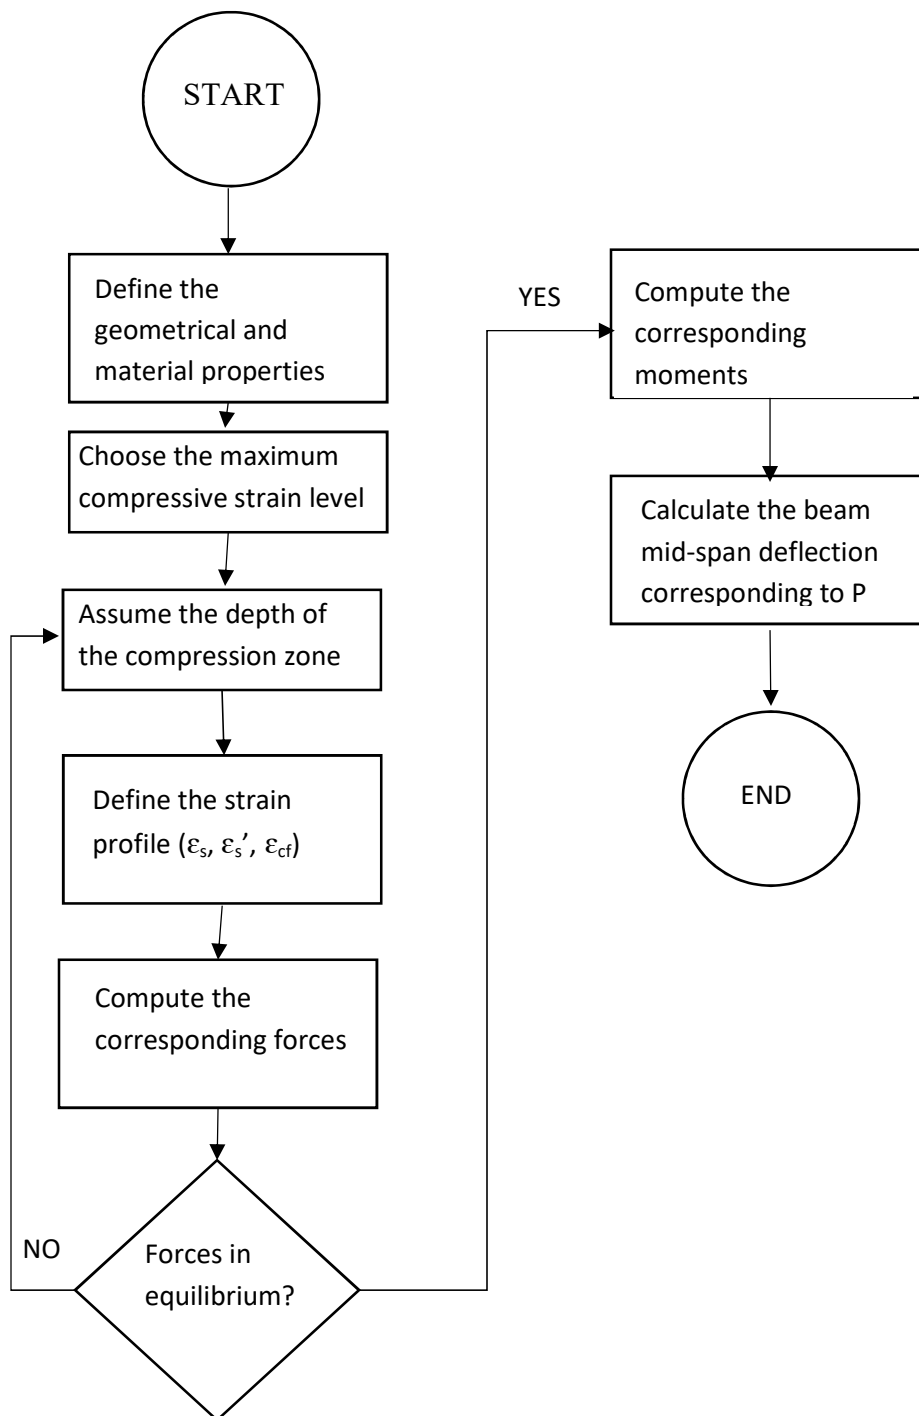 START
Define the
geometrical and
material properties
Choose the maximum
compressive strain level
Assume the depth of
the compression zone
Define the strain
profile (εs, εs’, εcf)
Compute the
corresponding forces
NO
Forces in
equilibrium?
YES
Compute the
corresponding
moments
Calculate the beam
mid-span deflection
corresponding to P
END